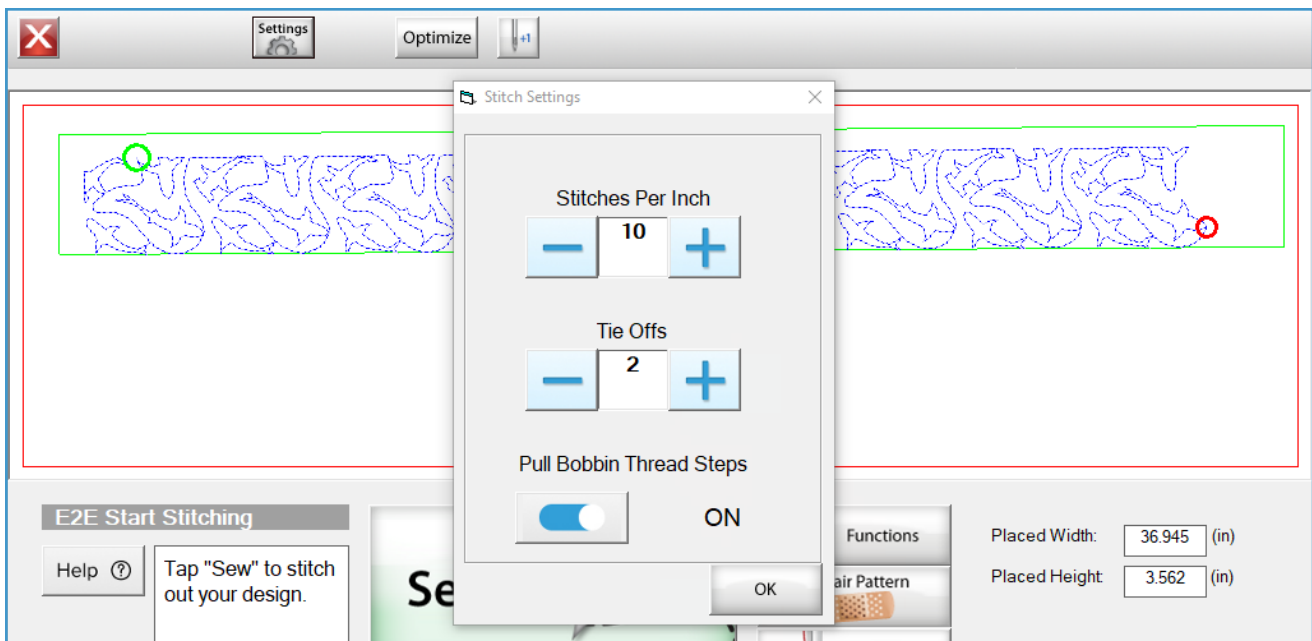 Settings
Optimize
+1
Stitch Settings
Stitches Per Inch
10
Tie Offs
2
Pull Bobbin Thread Steps
ON
OK
E2E Start Stitching
Help ?
Tap "Sew" to stitch
out your design.
Se
Functions
air Pattern
Placed Width: 36.945 (in)
Placed Height: 3.562 (in)